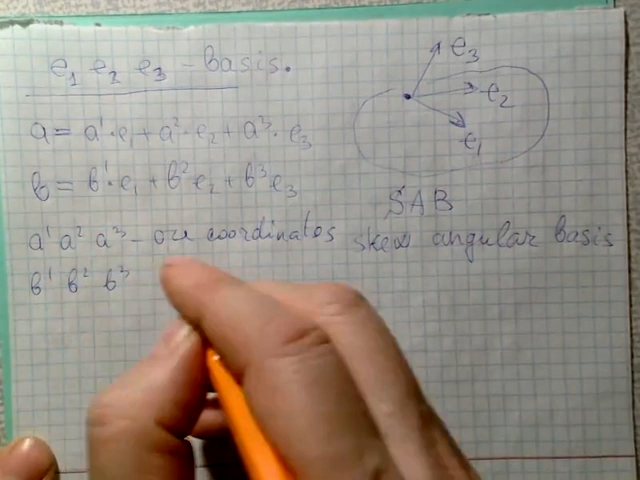 e₁ e₂ e₃ – basis.
a = a¹·e₁ + a²·e₂ + a³·e₃
b = b¹·e₁ + b²e₂ + b³e₃
a¹ a² a³ – are coordinates
b¹ b² b³
e₃
e₂
e₁
SAB
skew angular basis